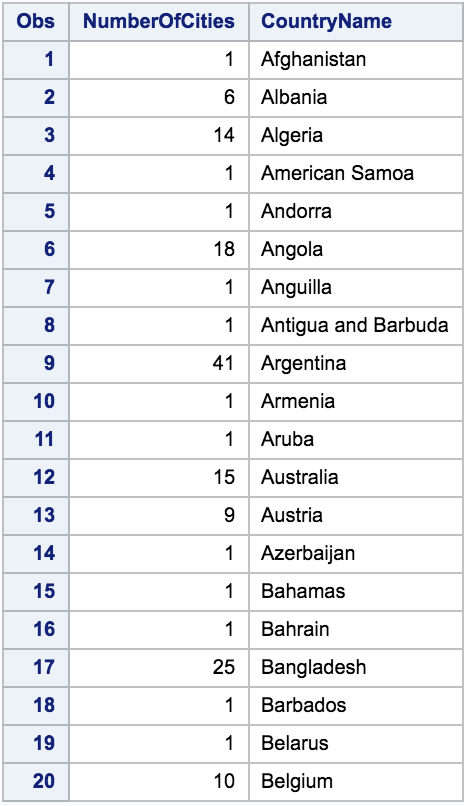 Obs NumberOfCities CountryName
1 1 Afghanistan
2 6 Albania
3 14 Algeria
4 1 American Samoa
5 1 Andorra
6 18 Angola
7 1 Anguilla
8 1 Antigua and Barbuda
9 41 Argentina
10 1 Armenia
11 1 Aruba
12 15 Australia
13 9 Austria
14 1 Azerbaijan
15 1 Bahamas
16 1 Bahrain
17 25 Bangladesh
18 1 Barbados
19 1 Belarus
20 10 Belgium